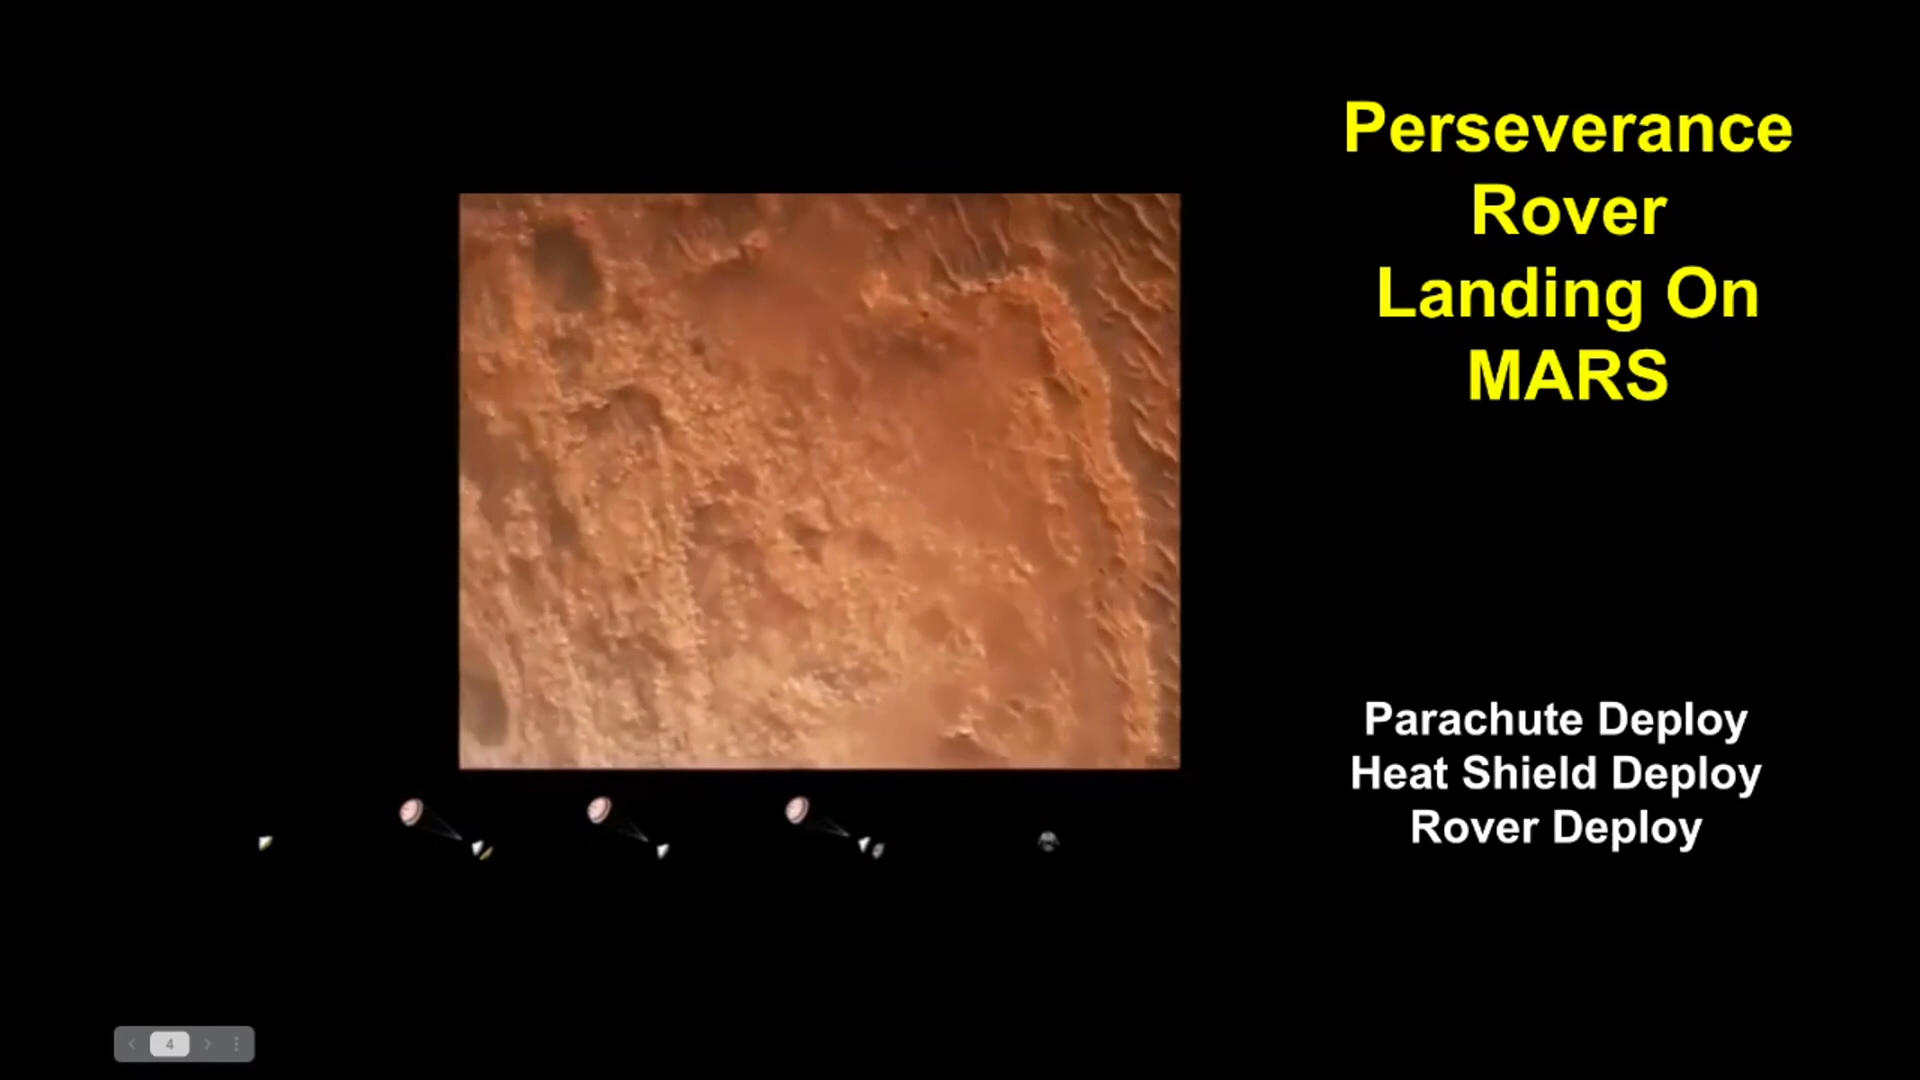 Perseverance
Rover
Landing On
MARS
Parachute Deploy
Heat Shield Deploy
Rover Deploy
4